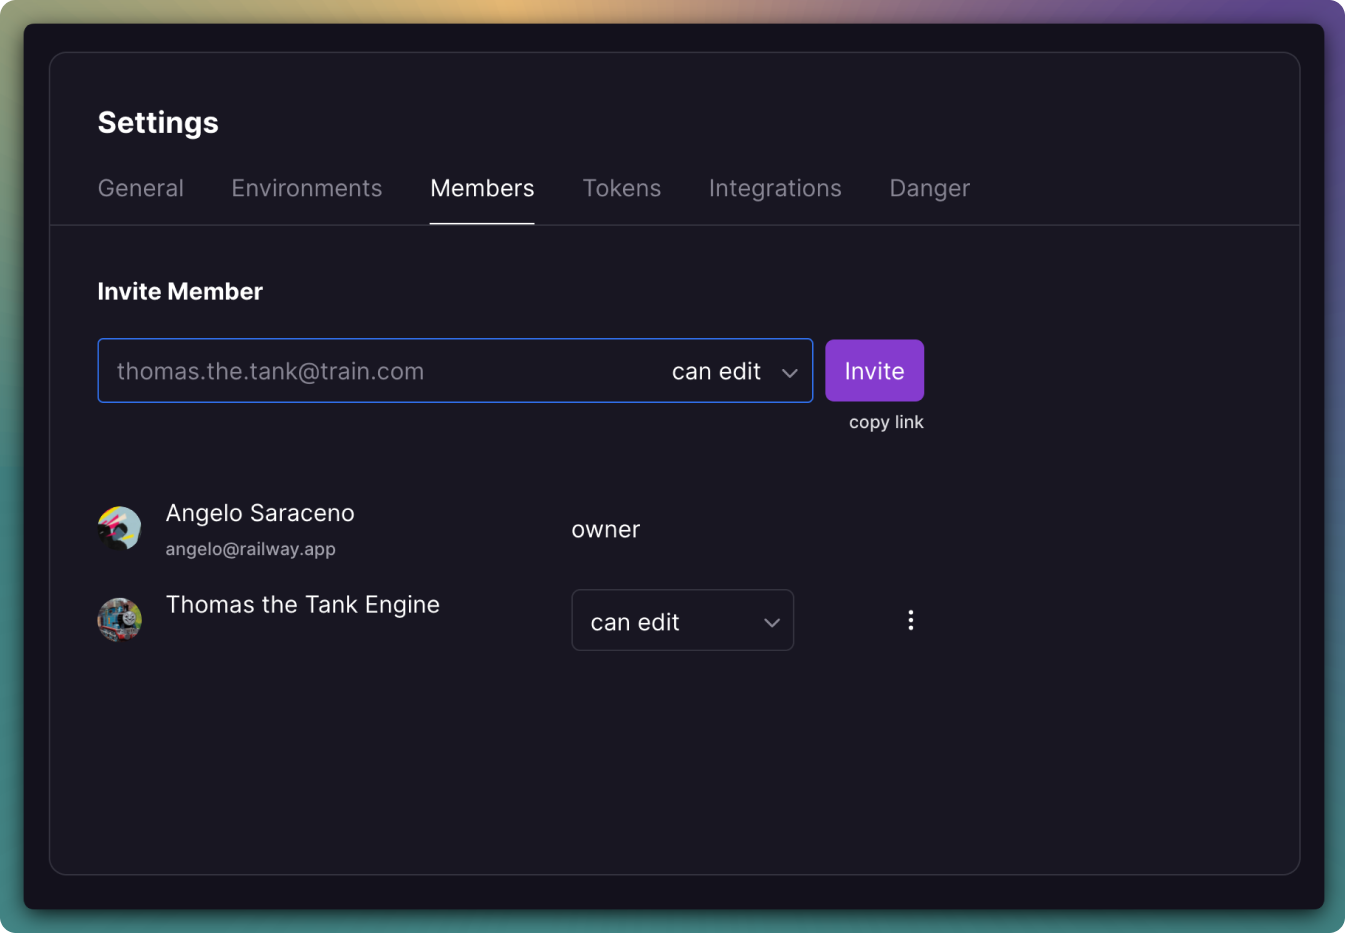 Settings
General Environments Members Tokens Integrations Danger
Invite Member
thomas.the.tank@train.com can edit Invite
copy link
Angelo Saraceno
angelo@railway.app
owner
Thomas the Tank Engine
can edit